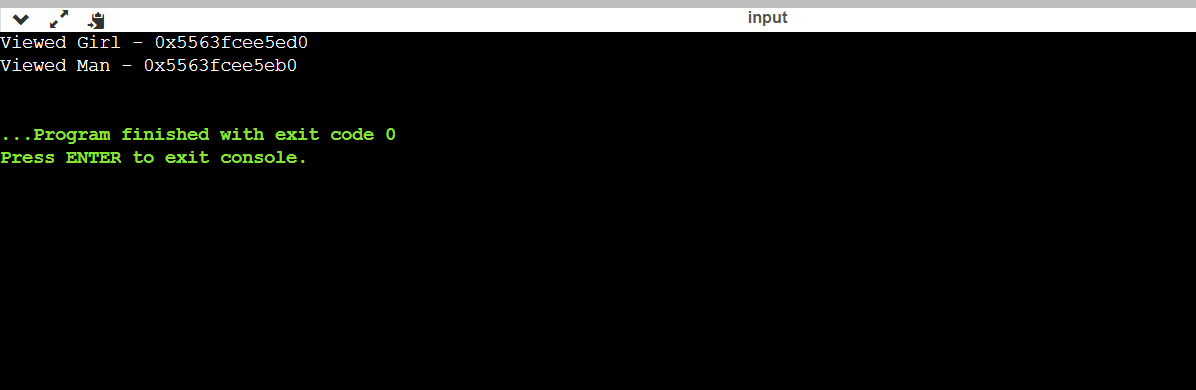 input
Viewed Girl - 0x5563fcee5ed0
Viewed Man - 0x5563fcee5eb0
...Program finished with exit code 0
Press ENTER to exit console.